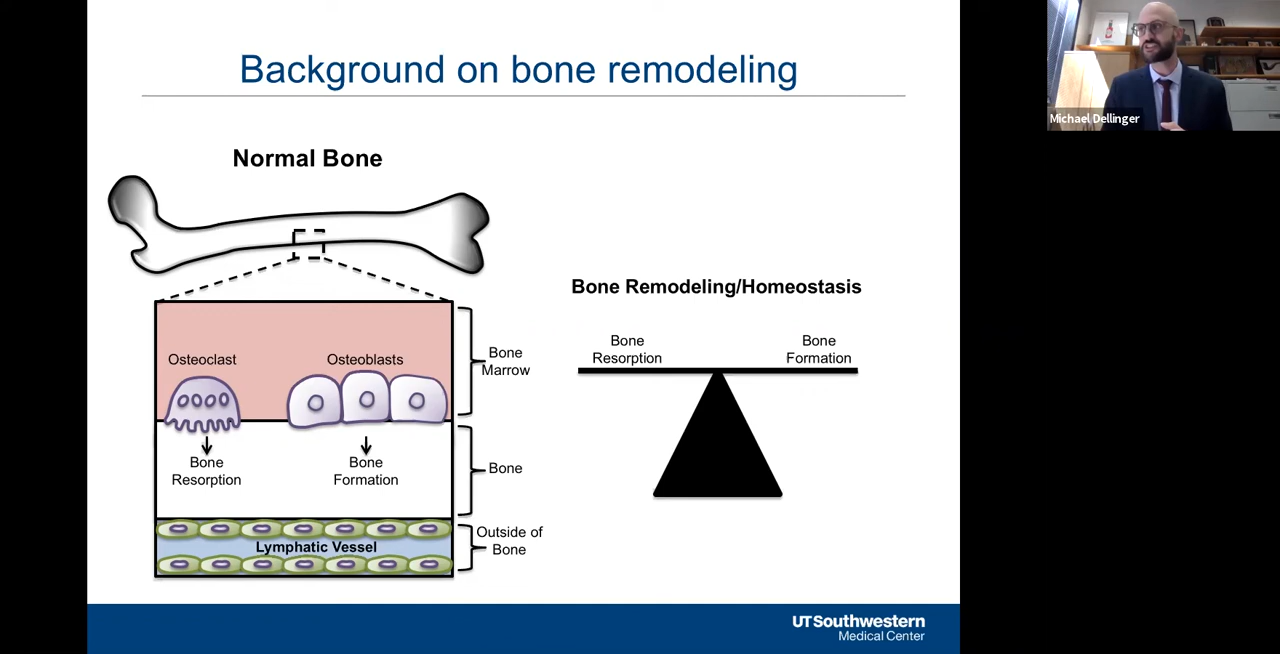 Background on bone remodeling
Michael Dellinger
Normal Bone
Osteoclast
Osteoblasts
Bone
Marrow
Bone
Resorption
Bone
Formation
Bone
Lymphatic Vessel
Outside of
Bone
Bone Remodeling/Homeostasis
Bone
Resorption
Bone
Formation
UTSouthwestern
Medical Center